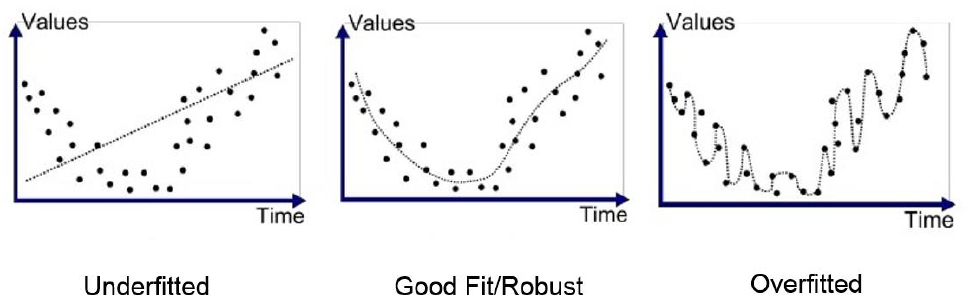 Values
Time
Underfitted
Values
Time
Good Fit/Robust
Values
Time
Overfitted